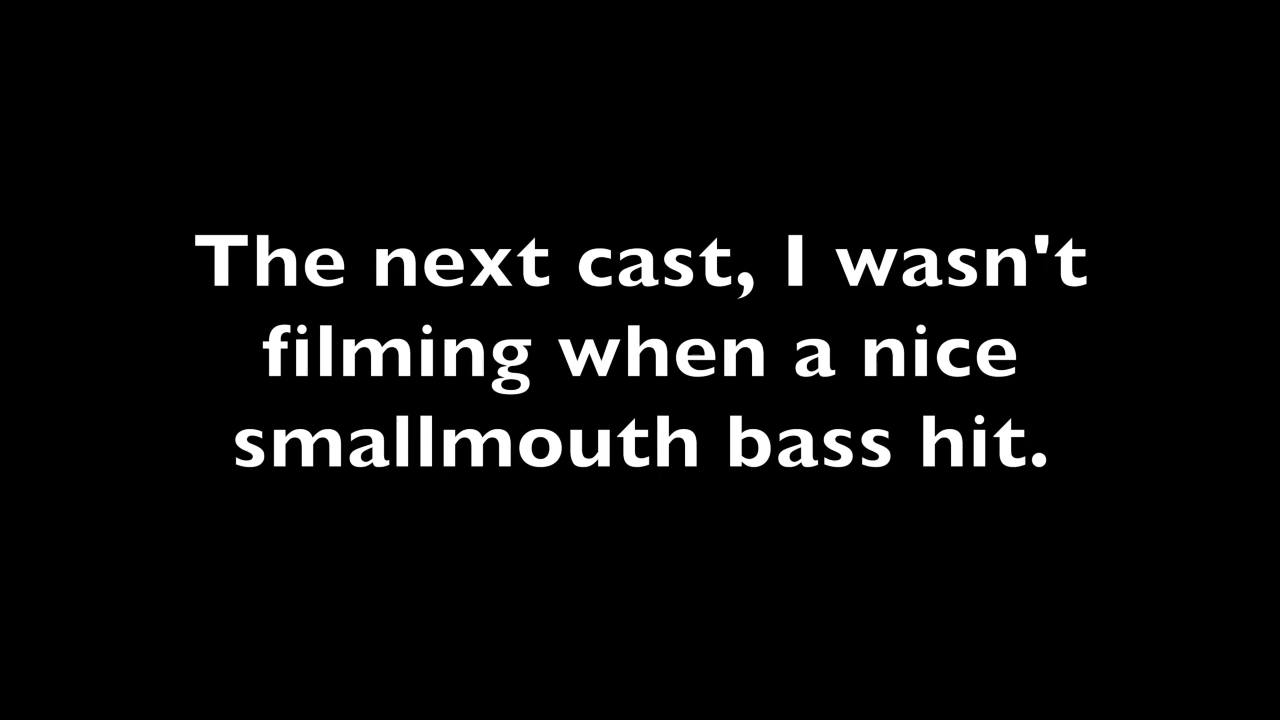 The next cast, I wasn't
filming when a nice
smallmouth bass hit.